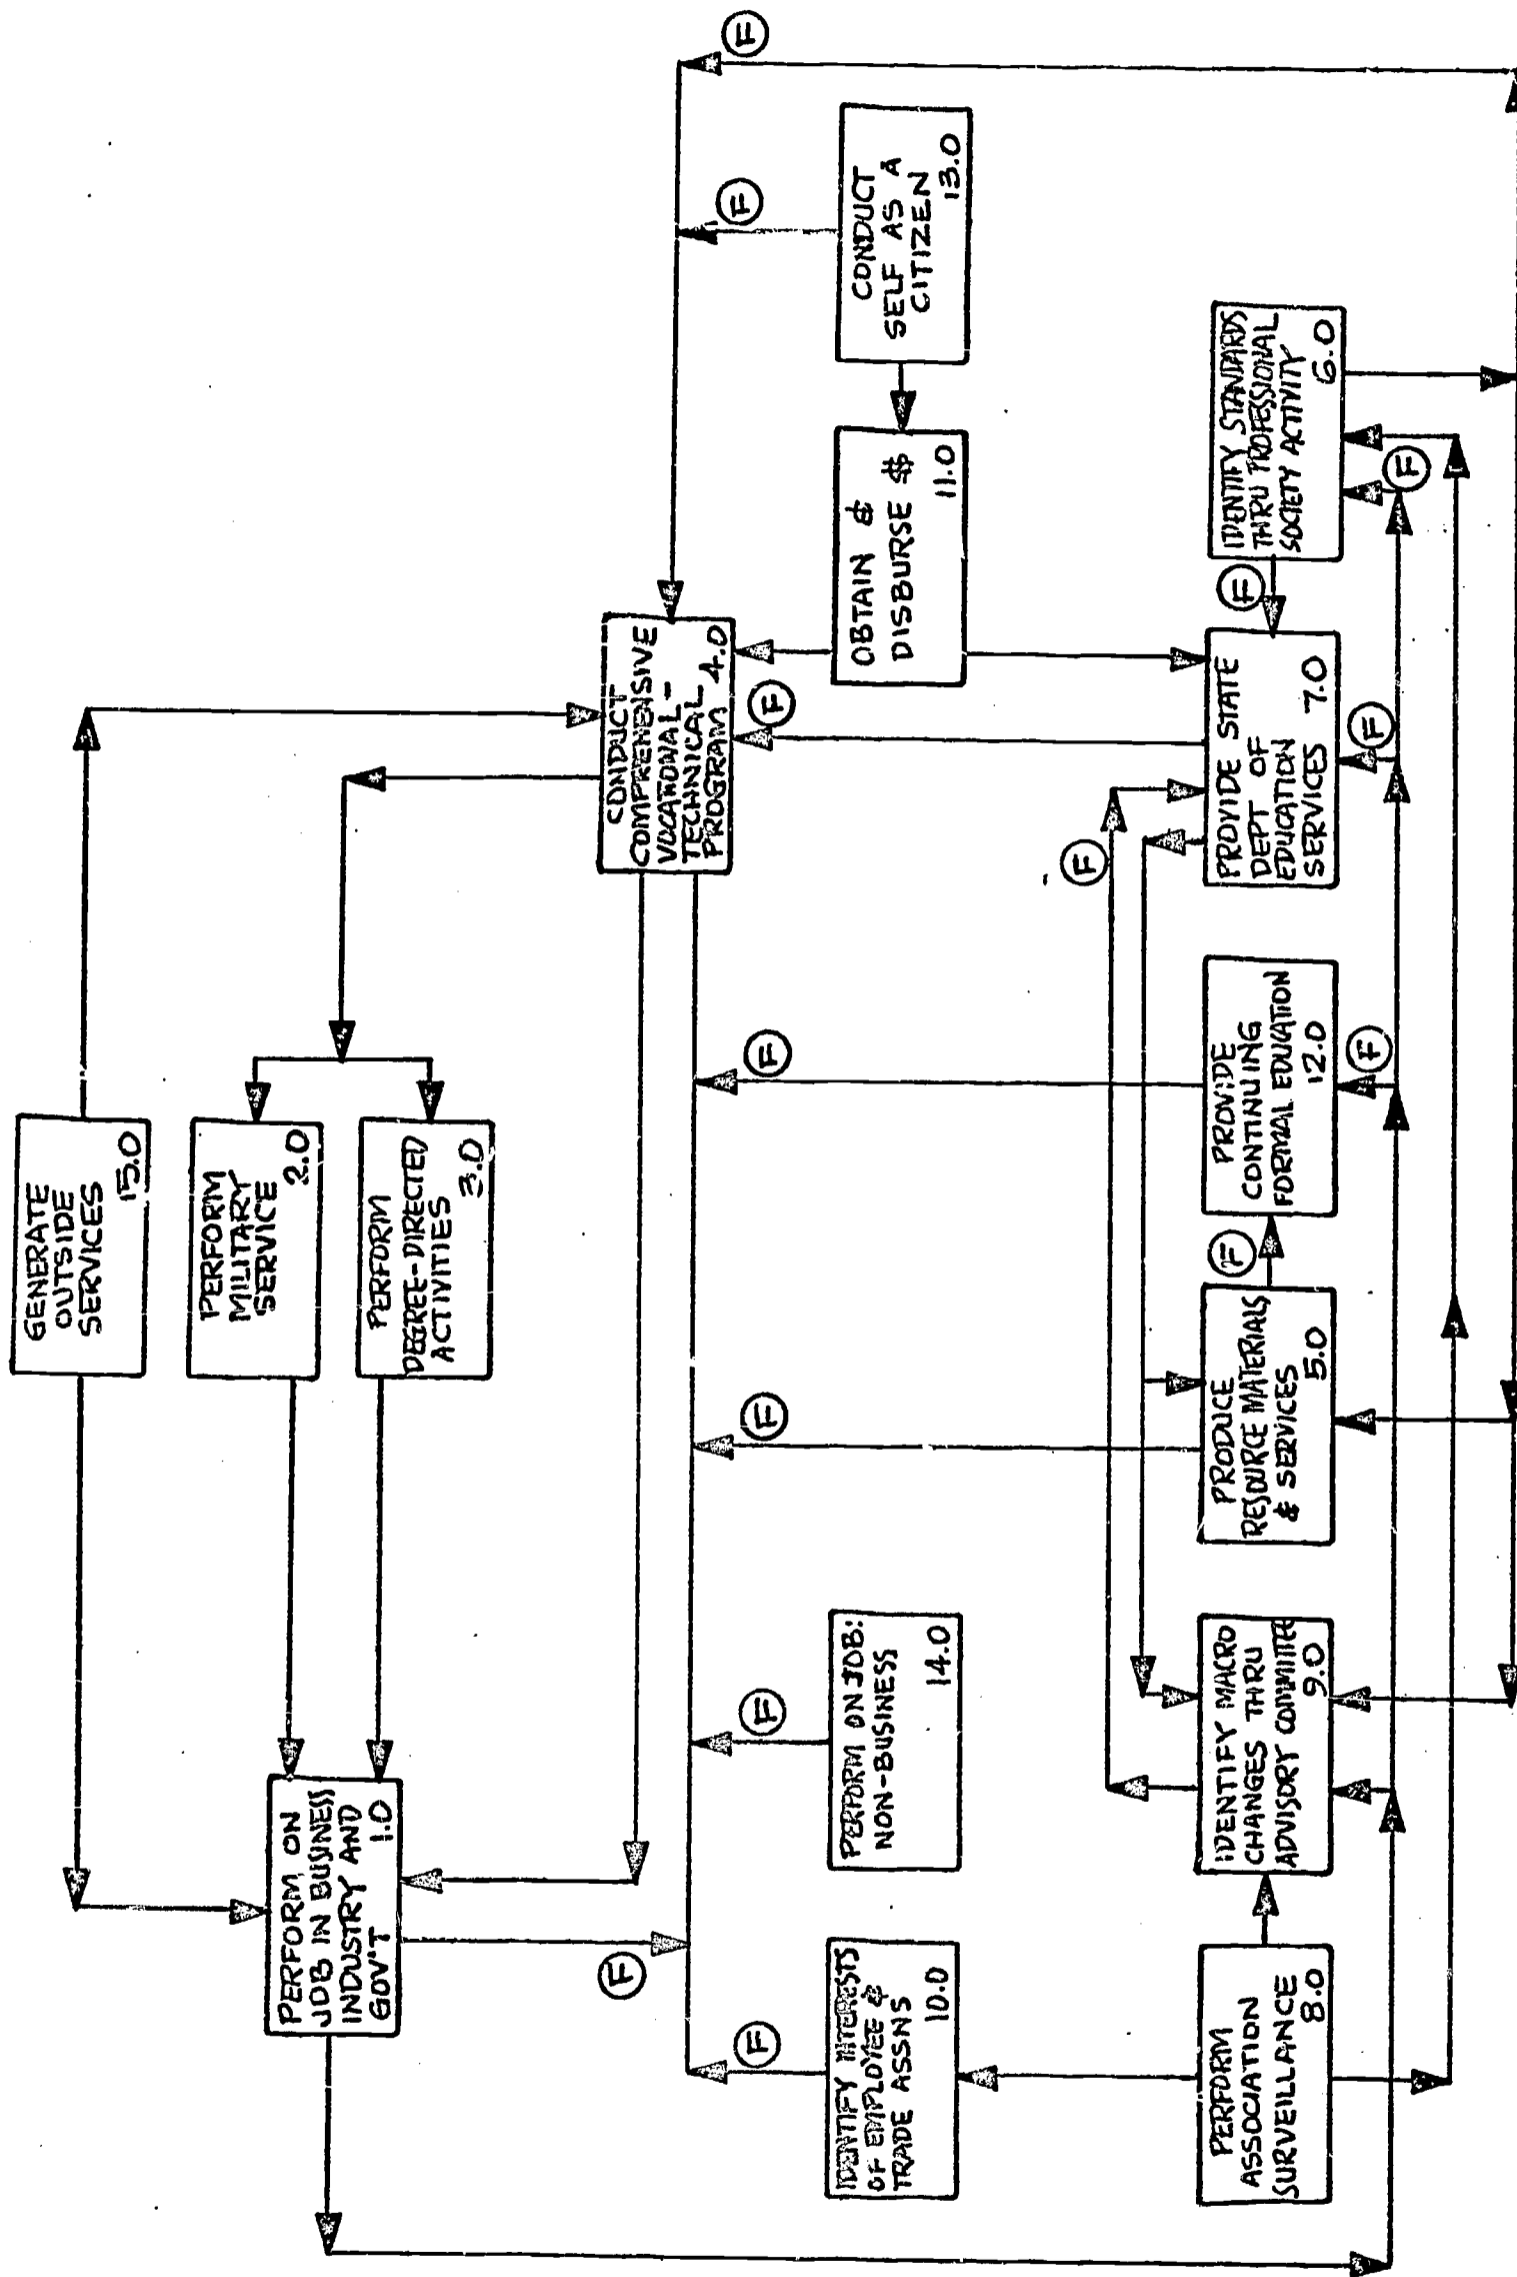 GENERATE
OUTSIDE
SERVICES
15.0
PERFORM
MILITARY
SERVICE
2.0
PERFORM
DEGREE-DIRECTED
ACTIVITIES
3.0
PERFORM ON
JOB IN BUSINESS
INDUSTRY AND
GOV'T
1.0
CONDUCT
COMPREHENSIVE
VOCATIONAL-
TECHNICAL
PROGRAM 4.0
F
F
F
F
F
F
F
F
IDENTIFY INTERESTS
OF EMPLOYEE &
TRADE ASSNS
10.0
PERFORM ON JOB:
NON-BUSINESS
14.0
OBTAIN &
DISBURSE $
11.0
CONDUCT
SELF AS A
CITIZEN
13.0
F
F
F
PERFORM
ASSOCIATION
SURVEILLANCE
8.0
IDENTIFY MACRO
CHANGES THRU
ADVISORY COMMITTEE
9.0
PRODUCE
RESOURCE MATERIALS
& SERVICES
5.0
PROVIDE
CONTINUING
FORMAL EDUCATION
12.0
PROVIDE STATE
DEPT OF
EDUCATION
SERVICES 7.0
IDENTIFY STANDARDS
THRU PROFESSIONAL
SOCIETY ACTIVITY
6.0
F
F
F